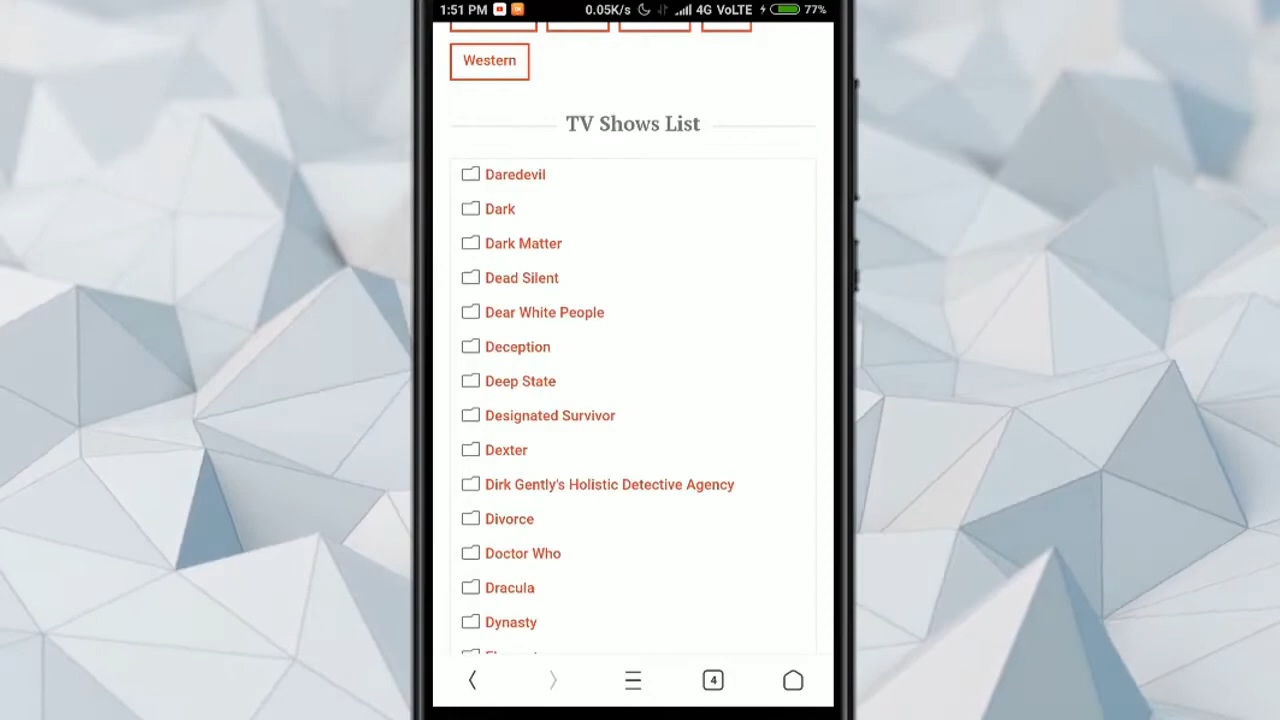 1:51 PM 0.05K/s 4G VoLTE 77%
Western
TV Shows List
Daredevil
Dark
Dark Matter
Dead Silent
Dear White People
Deception
Deep State
Designated Survivor
Dexter
Dirk Gently's Holistic Detective Agency
Divorce
Doctor Who
Dracula
Dynasty
4